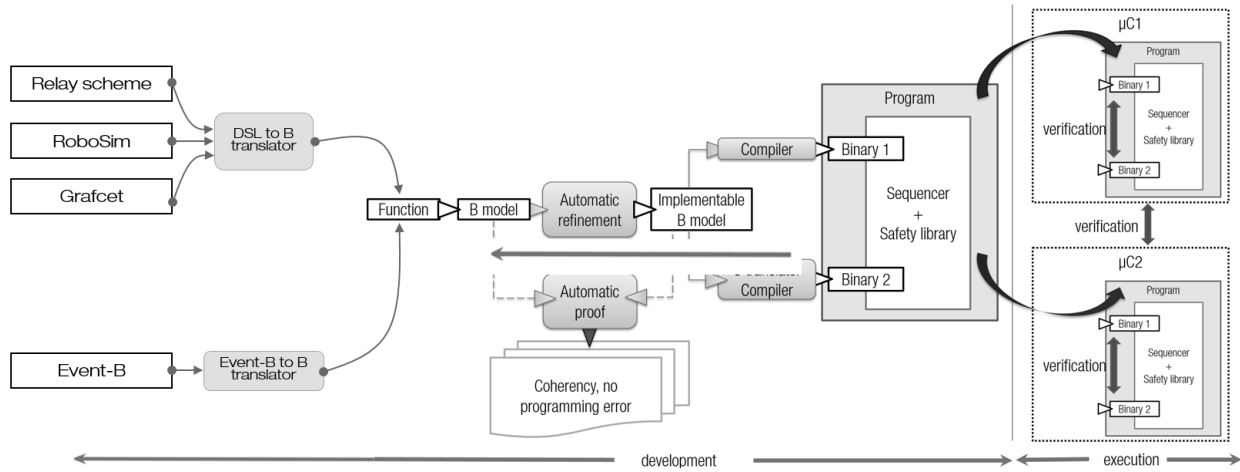 Relay scheme
RoboSim
Grafcet
DSL to B
translator
Event-B
Event-B to B
translator
Function
B model
Automatic
refinement
Implementable
B model
Automatic
proof
Coherency, no
programming error
Compiler
Compiler
Program
Binary 1
Sequencer
+
Safety library
Binary 2
µC1
Program
Binary 1
verification
Sequencer
+
Safety library
Binary 2
verification
µC2
Program
Binary 1
verification
Sequencer
+
Safety library
Binary 2
development
execution